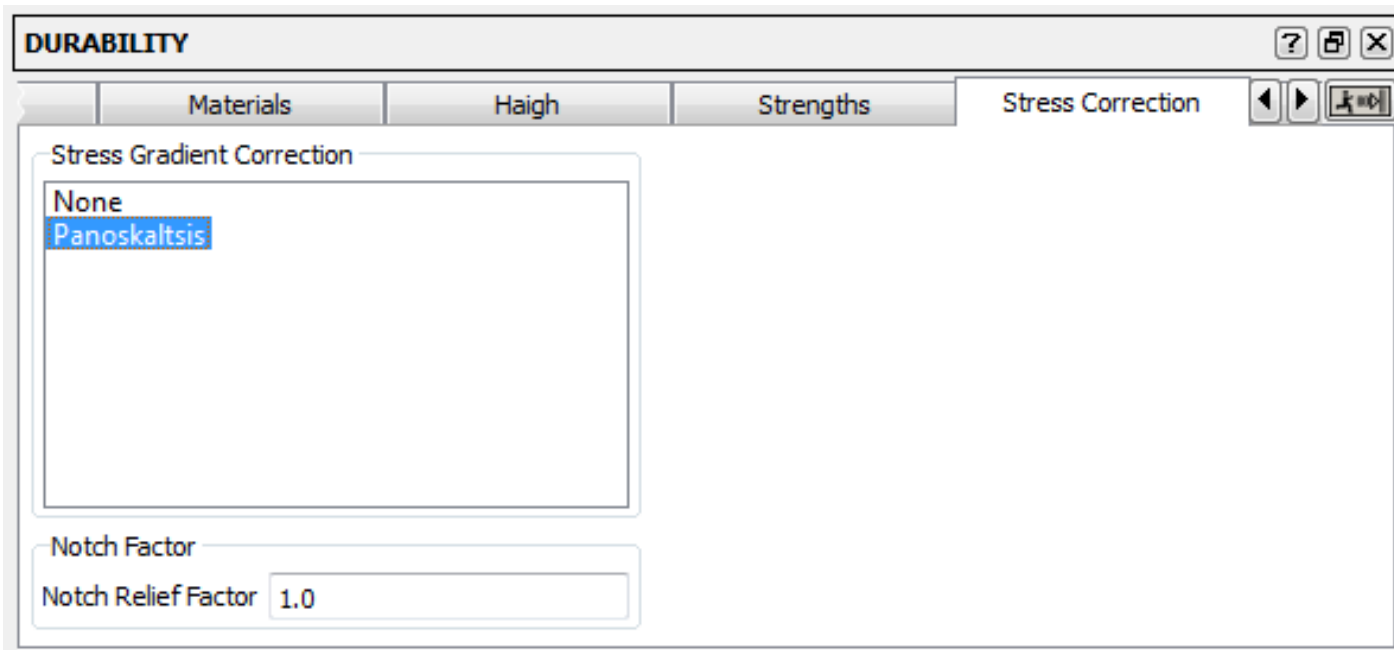 DURABILITY
?
Materials Haigh Strengths Stress Correction
Stress Gradient Correction
None
Panoskaltsis
Notch Factor
Notch Relief Factor 1.0